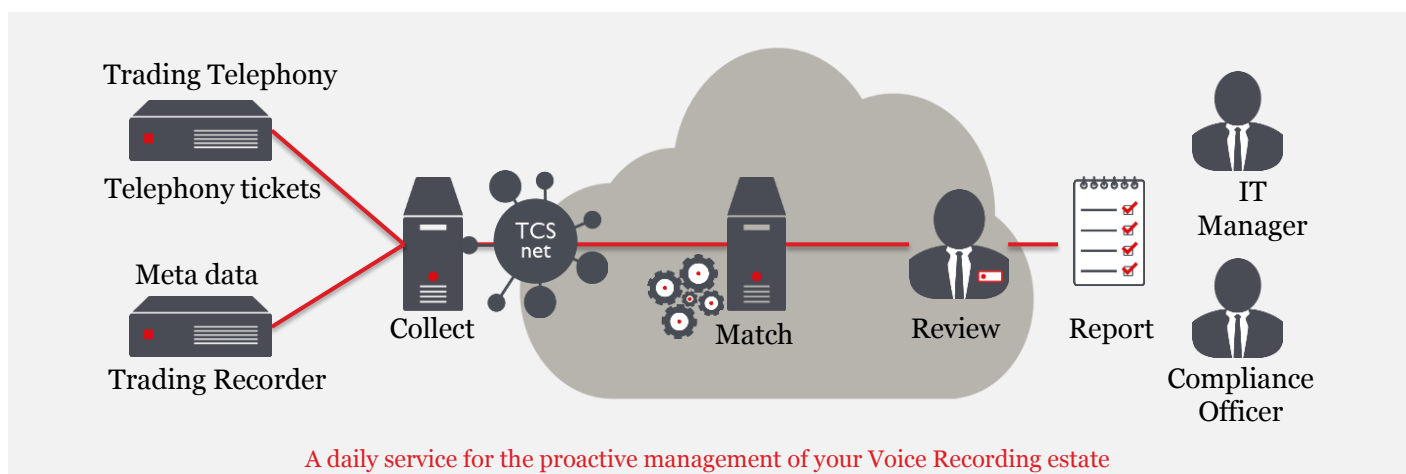 Trading Telephony
Telephony tickets
Meta data
Trading Recorder
Collect
TCS
net
Match
Review
Report
IT
Manager
Compliance
Officer
A daily service for the proactive management of your Voice Recording estate